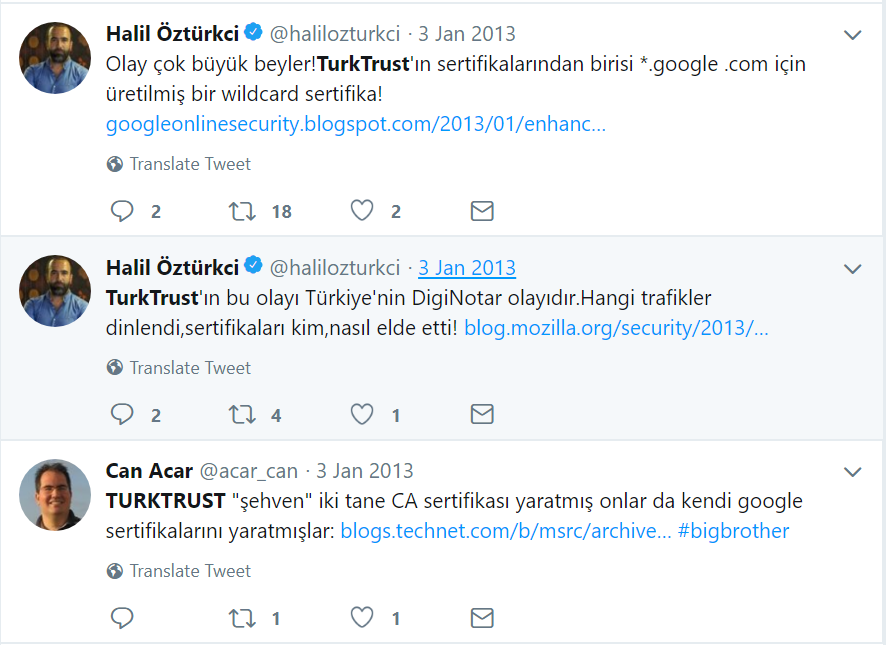 Halil Öztürkci @halilozturkci · 3 Jan 2013
Olay çok büyük beyler!TurkTrust'ın sertifikalarından birisi *.google .com için
üretilmiş bir wildcard sertifika!
googleonlinesecurity.blogspot.com/2013/01/enhanc…
Translate Tweet
2 18 2
Halil Öztürkci @halilozturkci · 3 Jan 2013
TurkTrust'ın bu olayı Türkiye'nin DigiNotar olayıdır.Hangi trafikler
dinlendi,sertifikaları kim,nasıl elde etti! blog.mozilla.org/security/2013/…
Translate Tweet
2 4 1
Can Acar @acar_can · 3 Jan 2013
TURKTRUST "şehven" iki tane CA sertifikası yaratmış onlar da kendi google
sertifikalarını yaratmışlar: blogs.technet.com/b/msrc/archive… #bigbrother
Translate Tweet
1 1